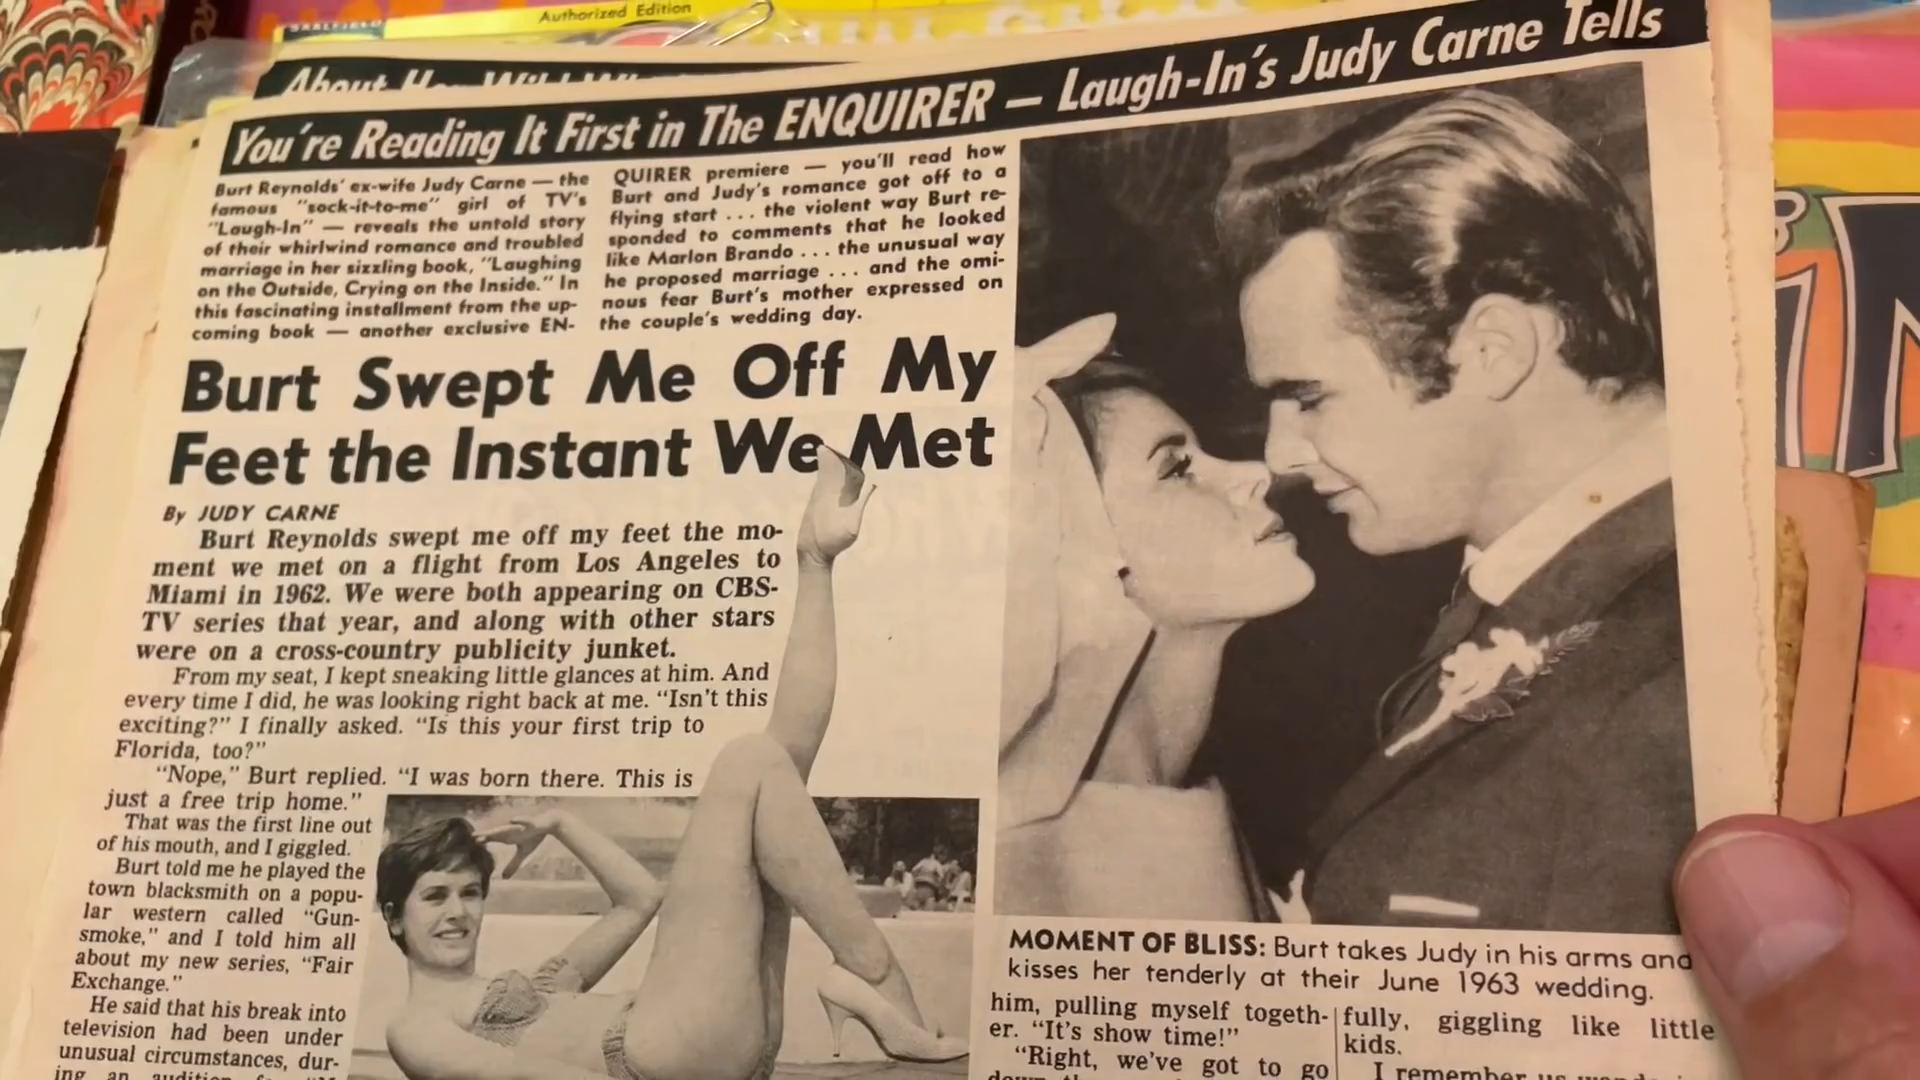 Authorized Edition
You're Reading It First in The ENQUIRER — Laugh-In's Judy Carne Tells
Burt Reynolds' ex-wife Judy Carne — the
famous "sock-it-to-me" girl of TV's
"Laugh-In" — reveals the untold story
of their whirlwind romance and troubled
marriage in her sizzling book, "Laughing
on the Outside, Crying on the Inside." In
this fascinating installment from the up-
coming book — another exclusive EN-
QUIRER premiere — you'll read how
Burt and Judy's romance got off to a
flying start . . . the violent way Burt re-
sponded to comments that he looked
like Marlon Brando . . . the unusual way
he proposed marriage . . . and the omi-
nous fear Burt's mother expressed on
the couple's wedding day.
Burt Swept Me Off My
Feet the Instant We Met
By JUDY CARNE
Burt Reynolds swept me off my feet the mo-
ment we met on a flight from Los Angeles to
Miami in 1962. We were both appearing on CBS-
TV series that year, and along with other stars
were on a cross-country publicity junket.
From my seat, I kept sneaking little glances at him. And
every time I did, he was looking right back at me. "Isn't this
exciting?" I finally asked. "Is this your first trip to
Florida, too?"
"Nope," Burt replied. "I was born there. This is
just a free trip home."
That was the first line out
of his mouth, and I giggled.
Burt told me he played the
town blacksmith on a popu-
lar western called "Gun-
smoke," and I told him all
about my new series, "Fair
Exchange."
He said that his break into
television had been under
unusual circumstances, dur-
ing an audition
MOMENT OF BLISS: Burt takes Judy in his arms and
kisses her tenderly at their June 1963 wedding.
him, pulling myself togeth-
er. "It's show time!"
"Right, we've got to go
fully, giggling like little
kids.
I remember